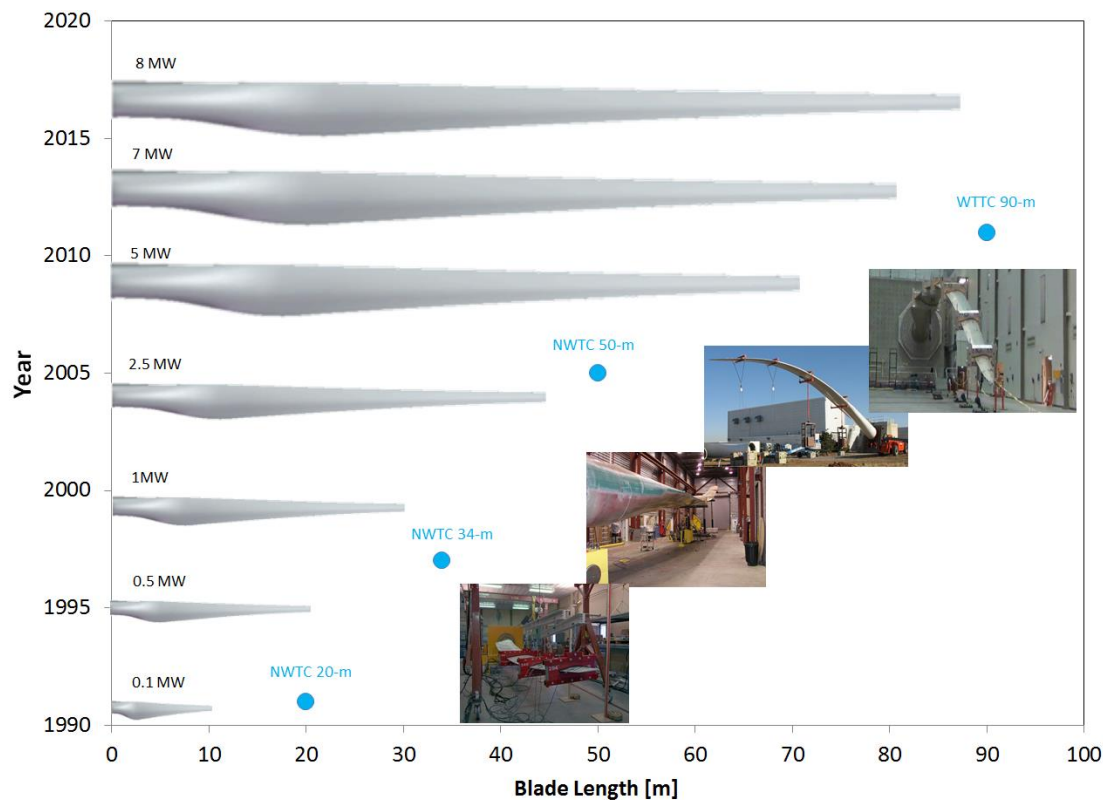 2020
8 MW
2015
7 MW
WTTC 90-m
2010
5 MW
NWTC 50-m
2005
2.5 MW
2000
1MW
NWTC 34-m
1995
0.5 MW
NWTC 20-m
0.1 MW
1990
Year
0 10 20 30 40 50 60 70 80 90 100
Blade Length [m]